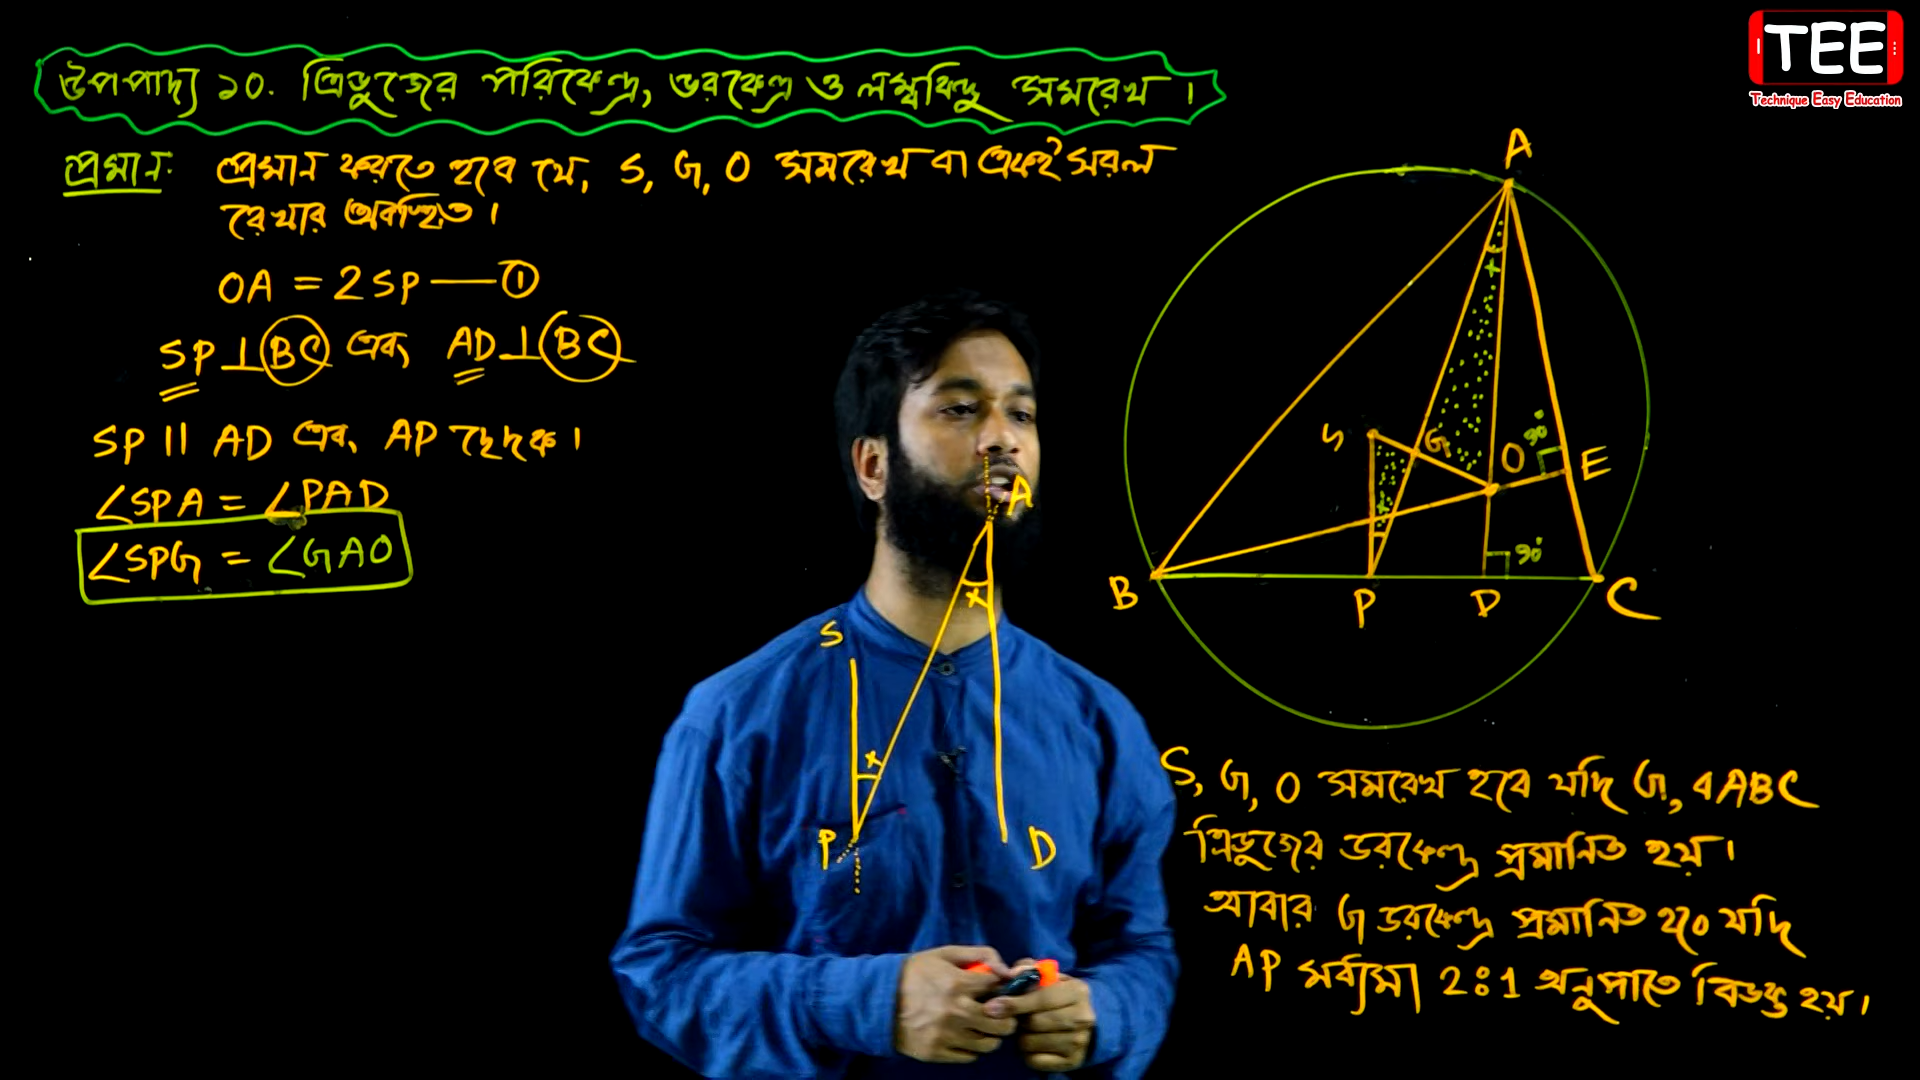 TEE
Technique Easy Education
উপপাদ্য ১০. ত্রিভুজের পরিকেন্দ্র, ভরকেন্দ্র ও লম্ববিন্দু সমরেখ।
প্রমান: প্রমান করতে হবে যে, S, G, O সমরেখ বা একই সরল
রেখার অবস্থিত।
OA = 2SP — ①
SP ⊥ BC এবং AD ⊥ BC
SP || AD এবং AP ছেদক।
∠SPA = ∠PAD
∠SPG = ∠GAO
A
x
S
x
P
D
A
x
S
G
O
90°
E
x
90°
B
P
D
C
S, G, O সমরেখ হবে যদি G, ΔABC
ত্রিভুজের ভরকেন্দ্র প্রমানিত হয়।
আবার G ভরকেন্দ্র প্রমানিত হবে যদি
AP মধ্যমা 2:1 অনুপাতে বিভক্ত হয়।